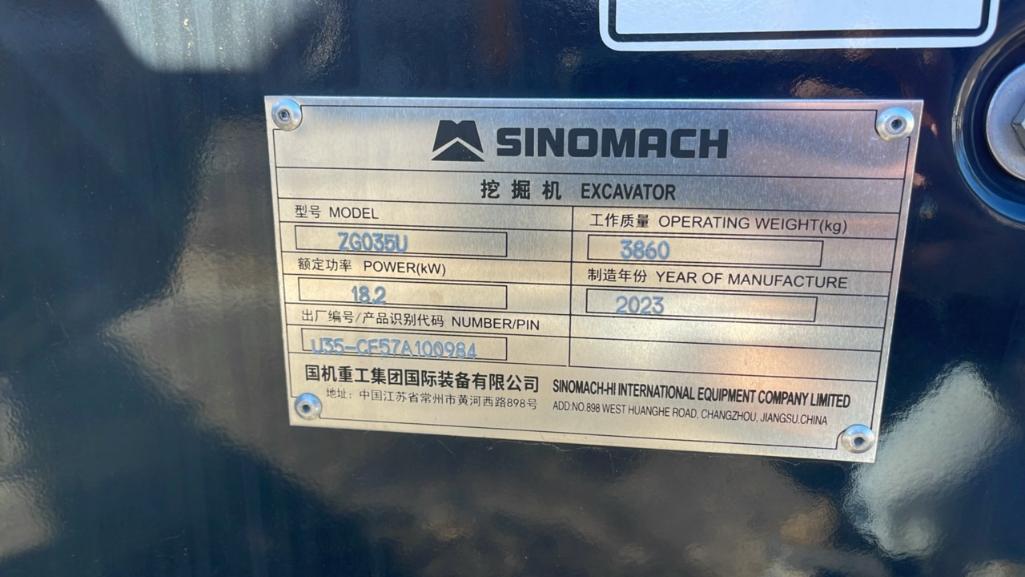 SINOMACH
挖掘机 EXCAVATOR
型号 MODEL
ZG035U
工作质量 OPERATING WEIGHT(kg)
3860
额定功率 POWER(kW)
18.2
制造年份 YEAR OF MANUFACTURE
2023
出厂编号/产品识别代码 NUMBER/PIN
U35-CF57A100984
国机重工集团国际装备有限公司 SINOMACH-HI INTERNATIONAL EQUIPMENT COMPANY LIMITED
地址: 中国江苏省常州市黄河西路898号 ADD:NO.898 WEST HUANGHE ROAD, CHANGZHOU, JIANGSU.CHINA